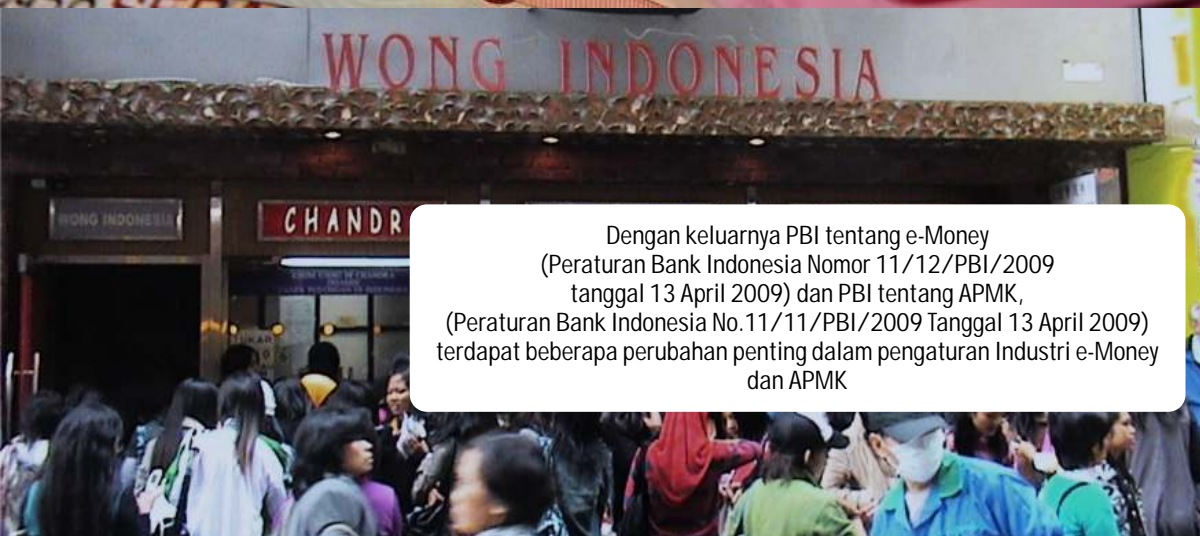 WONG INDONESIA
WONG INDONESIA
CHANDR
Dengan keluarnya PBI tentang e-Money
(Peraturan Bank Indonesia Nomor 11/12/PBI/2009
tanggal 13 April 2009) dan PBI tentang APMK,
(Peraturan Bank Indonesia No.11/11/PBI/2009 Tanggal 13 April 2009)
terdapat beberapa perubahan penting dalam pengaturan Industri e-Money
dan APMK